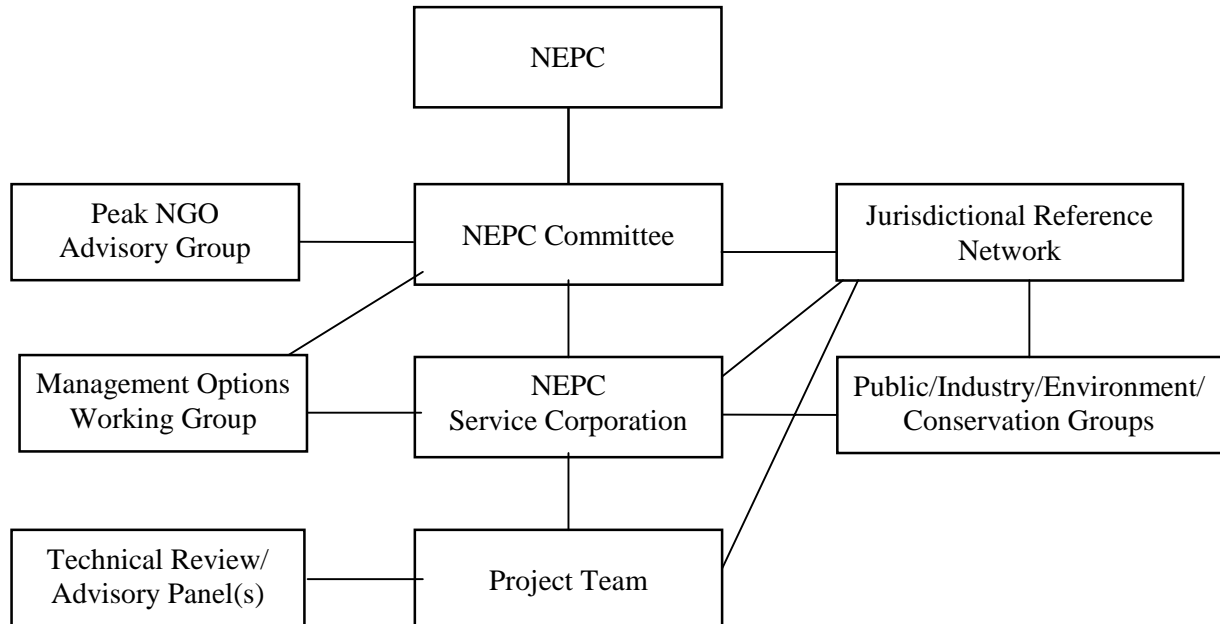 NEPC
Peak NGO
Advisory Group
NEPC Committee
Jurisdictional Reference
Network
Management Options
Working Group
NEPC
Service Corporation
Public/Industry/Environment/
Conservation Groups
Technical Review/
Advisory Panel(s)
Project Team